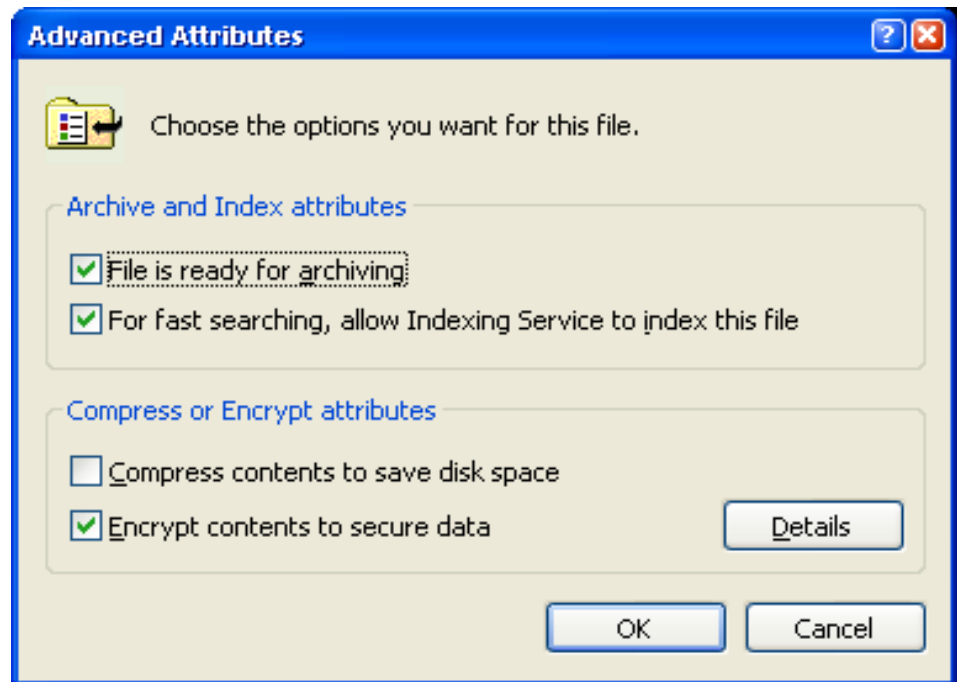 Advanced Attributes
Choose the options you want for this file.
Archive and Index attributes
File is ready for archiving
For fast searching, allow Indexing Service to index this file
Compress or Encrypt attributes
Compress contents to save disk space
Encrypt contents to secure data
Details
OK
Cancel